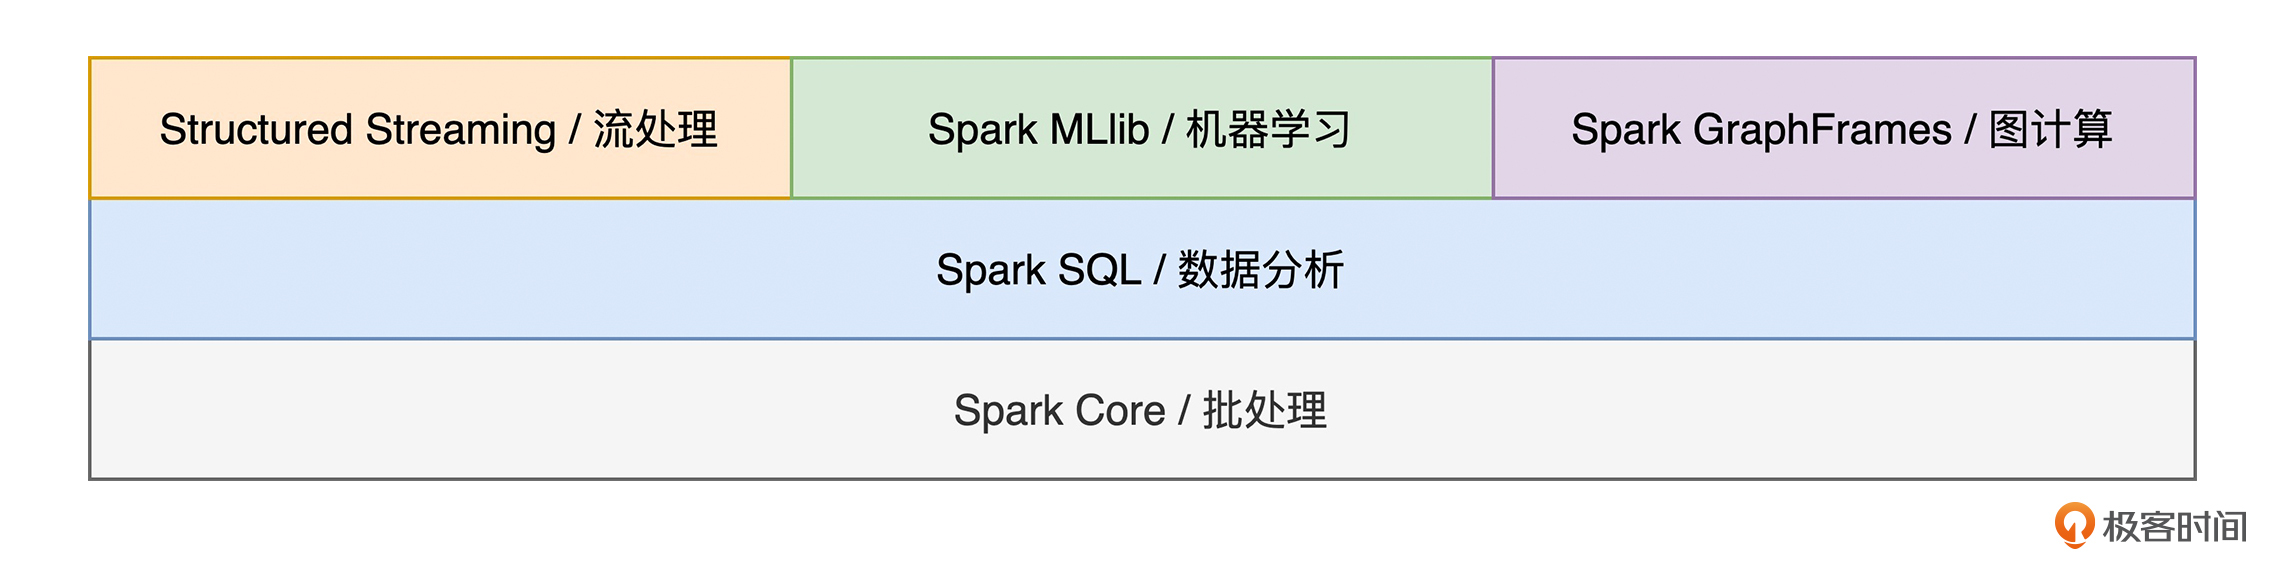 Structured Streaming / 流处理
Spark MLlib / 机器学习
Spark GraphFrames / 图计算
Spark SQL / 数据分析
Spark Core / 批处理
极客时间